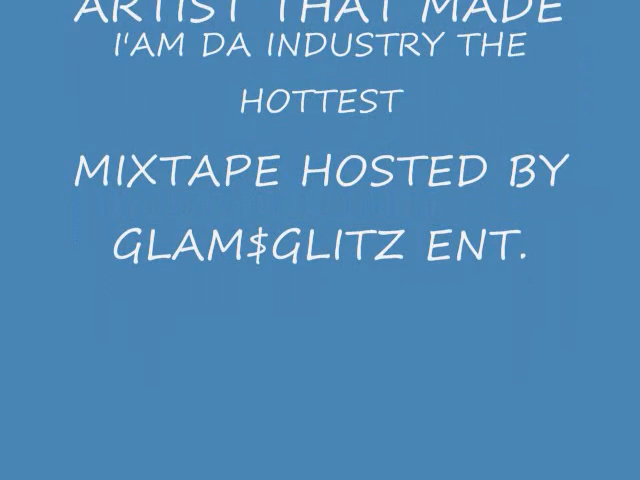 ARTIST THAT MADE
I'AM DA INDUSTRY THE
HOTTEST
MIXTAPE HOSTED BY
GLAM$GLITZ ENT.